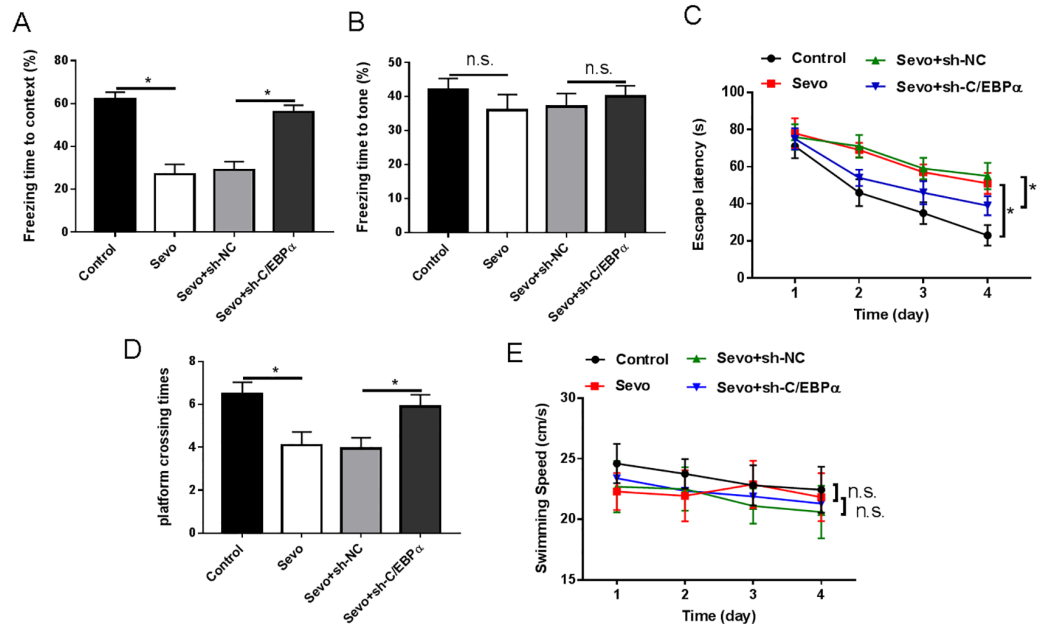 A
Freezing time to context (%)
80
60
40
20
0
*
*
Control
Sevo
Sevo+sh-NC
Sevo+sh-C/EBPα
B
Freezing time to tone (%)
50
40
30
20
10
0
n.s.
n.s.
Control
Sevo
Sevo+sh-NC
Sevo+sh-C/EBPα
C
Control
Sevo
Sevo+sh-NC
Sevo+sh-C/EBPα
Escape latency (s)
100
80
60
40
20
0
*
*
1 2 3 4
Time (day)
D
platform crossing times
8
6
4
2
0
*
*
Control
Sevo
Sevo+sh-NC
Sevo+sh-C/EBPα
E
Control
Sevo
Sevo+sh-NC
Sevo+sh-C/EBPα
Swimming Speed (cm/s)
30
25
20
15
n.s.
n.s.
1 2 3 4
Time (day)